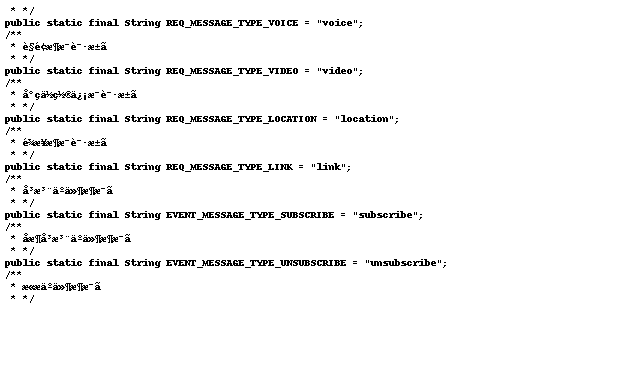 * */
public static final String REQ_MESSAGE_TYPE_VOICE = "voice";
/**
* è§é¢æ¶æ¯è¯·æ±ã
* */
public static final String REQ_MESSAGE_TYPE_VIDEO = "video";
/**
* å°çä½ç½®ä¿¡æ¯è¯·æ±ã
* */
public static final String REQ_MESSAGE_TYPE_LOCATION = "location";
/**
* é¾æ¥æ¶æ¯è¯·æ±ã
* */
public static final String REQ_MESSAGE_TYPE_LINK = "link";
/**
* å³æ³¨äºä»¶æ¶æ¯ã
* */
public static final String EVENT_MESSAGE_TYPE_SUBSCRIBE = "subscribe";
/**
* åæ¶å³æ³¨äºä»¶æ¶æ¯ã
* */
public static final String EVENT_MESSAGE_TYPE_UNSUBSCRIBE = "unsubscribe";
/**
* æ«æäºä»¶æ¶æ¯ã
* */